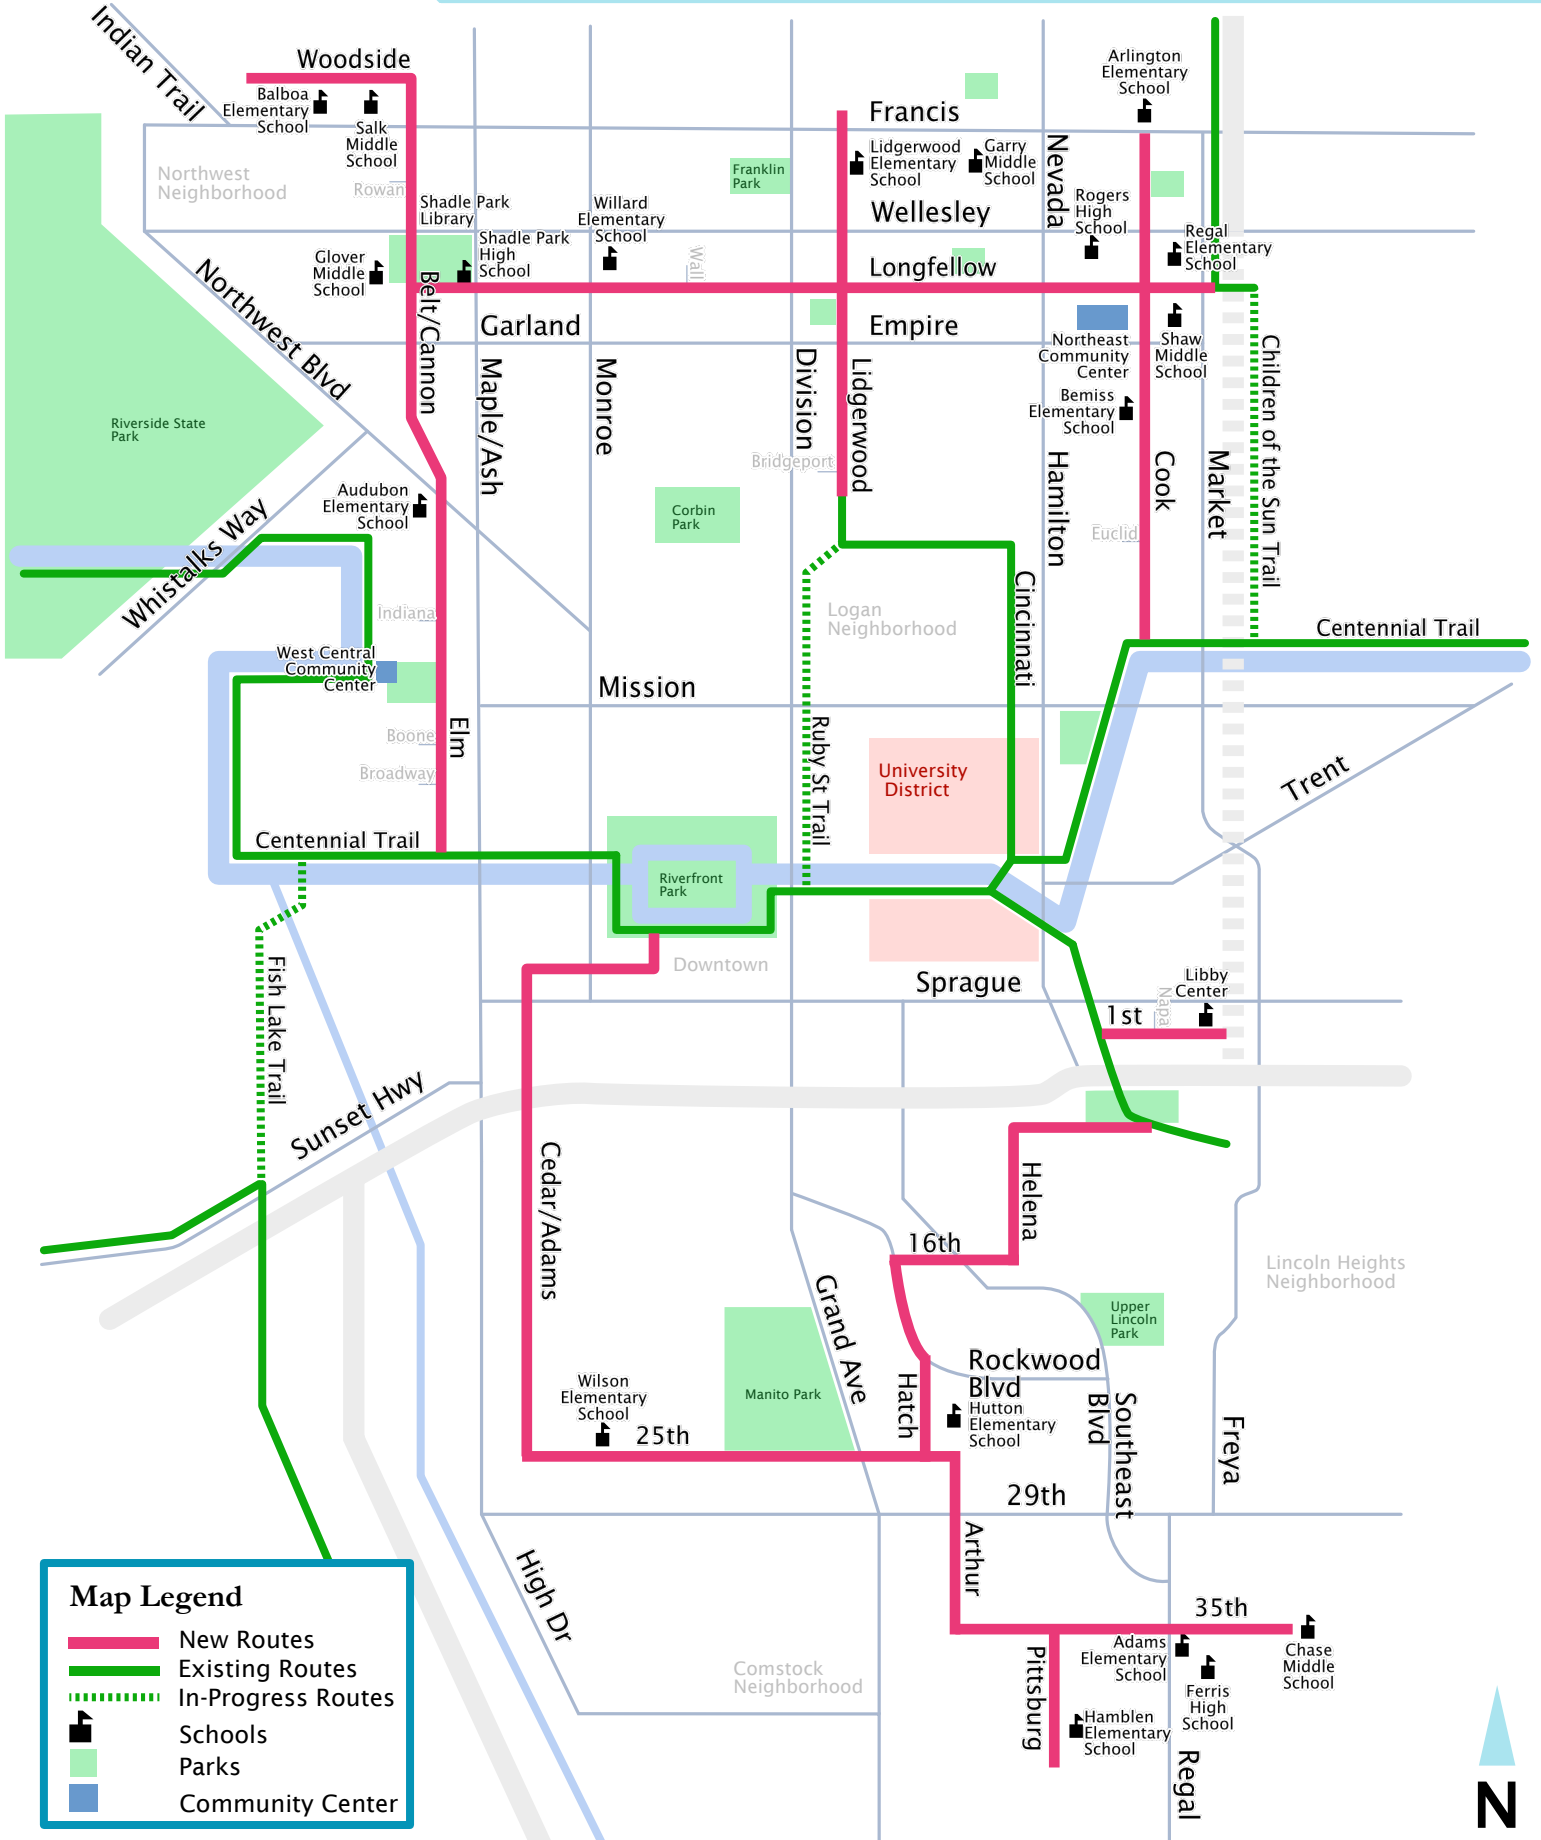 Indian Trail
Woodside
Balboa
Elementary
School
Salk
Middle
School
Arlington
Elementary
School
Francis
Lidgerwood
Elementary
School
Garry
Middle
School
Nevada
Northwest
Neighborhood
Rowan
Franklin
Park
Shadle Park
Library
Willard
Elementary
School
Wellesley
Rogers
High
School
Regal
Elementary
School
Glover
Middle
School
Shadle Park
High
School
Wall
Longfellow
Northwest Blvd
Belt/Cannon
Garland
Empire
Northeast
Community
Center
Shaw
Middle
School
Children of the Sun Trail
Maple/Ash
Monroe
Division
Lidgerwood
Bemiss
Elementary
School
Riverside State
Park
Bridgeport
Hamilton
Cook
Market
Audubon
Elementary
School
Corbin
Park
Euclid
Whistalks Way
Cincinnati
Indiana
Logan
Neighborhood
Centennial Trail
West Central
Community
Center
Mission
Elm
Boone
Broadway
Ruby St Trail
University
District
Trent
Centennial Trail
Riverfront
Park
Downtown
Fish Lake Trail
Sprague
Libby
Center
Napa
1st
Sunset Hwy
Cedar/Adams
Helena
16th
Grand Ave
Lincoln Heights
Neighborhood
Upper
Lincoln
Park
Rockwood
Blvd
Wilson
Elementary
School
Manito Park
Hatch
Hutton
Elementary
School
Southeast
Blvd
Freya
25th
29th
High Dr
Arthur
35th
Comstock
Neighborhood
Pittsburg
Adams
Elementary
School
Ferris
High
School
Chase
Middle
School
Hamblen
Elementary
School
Regal
Map Legend
New Routes
Existing Routes
In-Progress Routes
Schools
Parks
Community Center
N